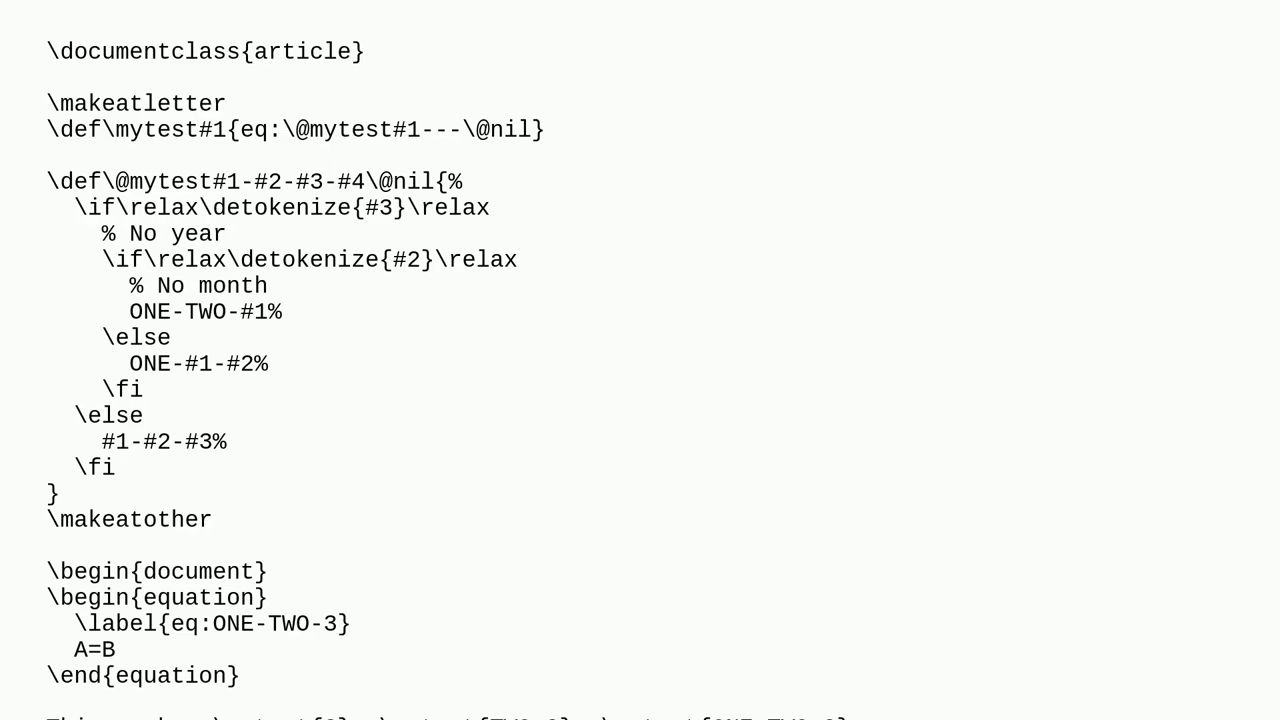 \documentclass{article}

\makeatletter
\def\mytest#1{eq:\@mytest#1---\@nil}

\def\@mytest#1-#2-#3-#4\@nil{%
  \if\relax\detokenize{#3}\relax
    % No year
    \if\relax\detokenize{#2}\relax
      % No month
      ONE-TWO-#1%
    \else
      ONE-#1-#2%
    \fi
  \else
    #1-#2-#3%
  \fi
}
\makeatother

\begin{document}
\begin{equation}
  \label{eq:ONE-TWO-3}
  A=B
\end{equation}